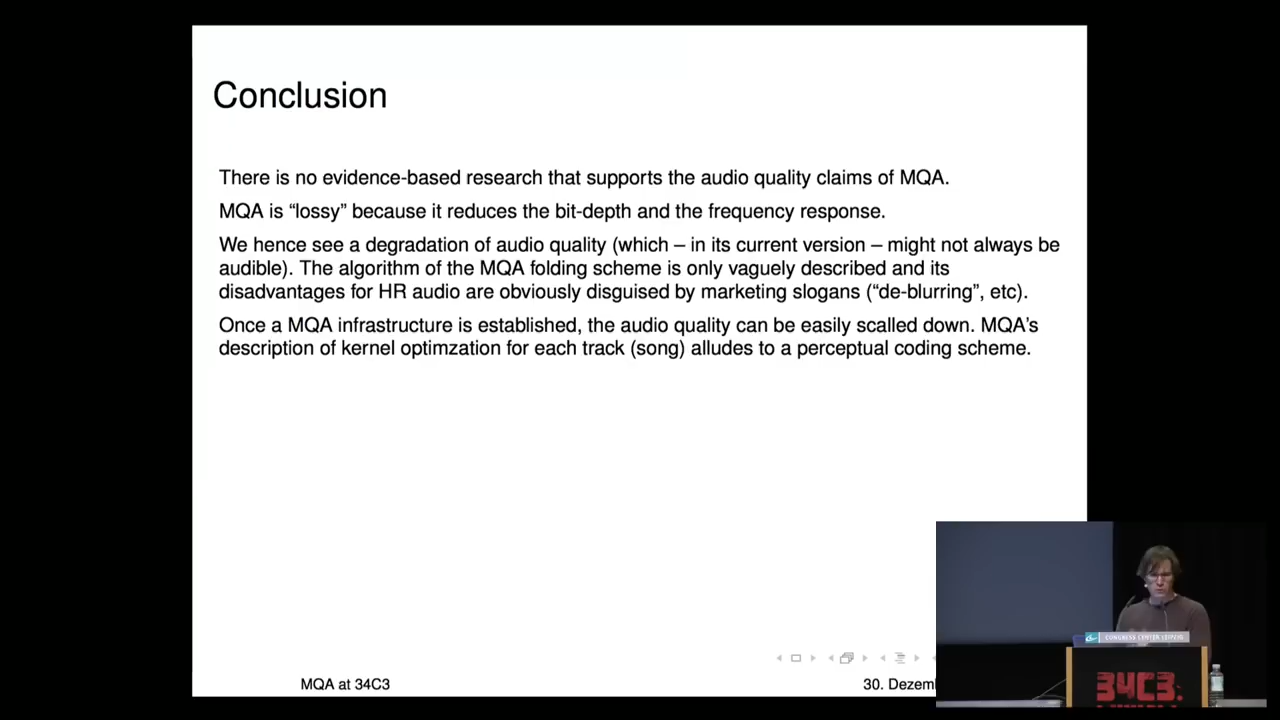 Conclusion
There is no evidence-based research that supports the audio quality claims of MQA.
MQA is “lossy” because it reduces the bit-depth and the frequency response.
We hence see a degradation of audio quality (which – in its current version – might not always be
audible). The algorithm of the MQA folding scheme is only vaguely described and its
disadvantages for HR audio are obviously disguised by marketing slogans (“de-blurring”, etc).
Once a MQA infrastructure is established, the audio quality can be easily scalled down. MQA’s
description of kernel optimzation for each track (song) alludes to a perceptual coding scheme.
MQA at 34C3
30. Dezem
CONGRESS CENTER LEIPZIG
34C3.